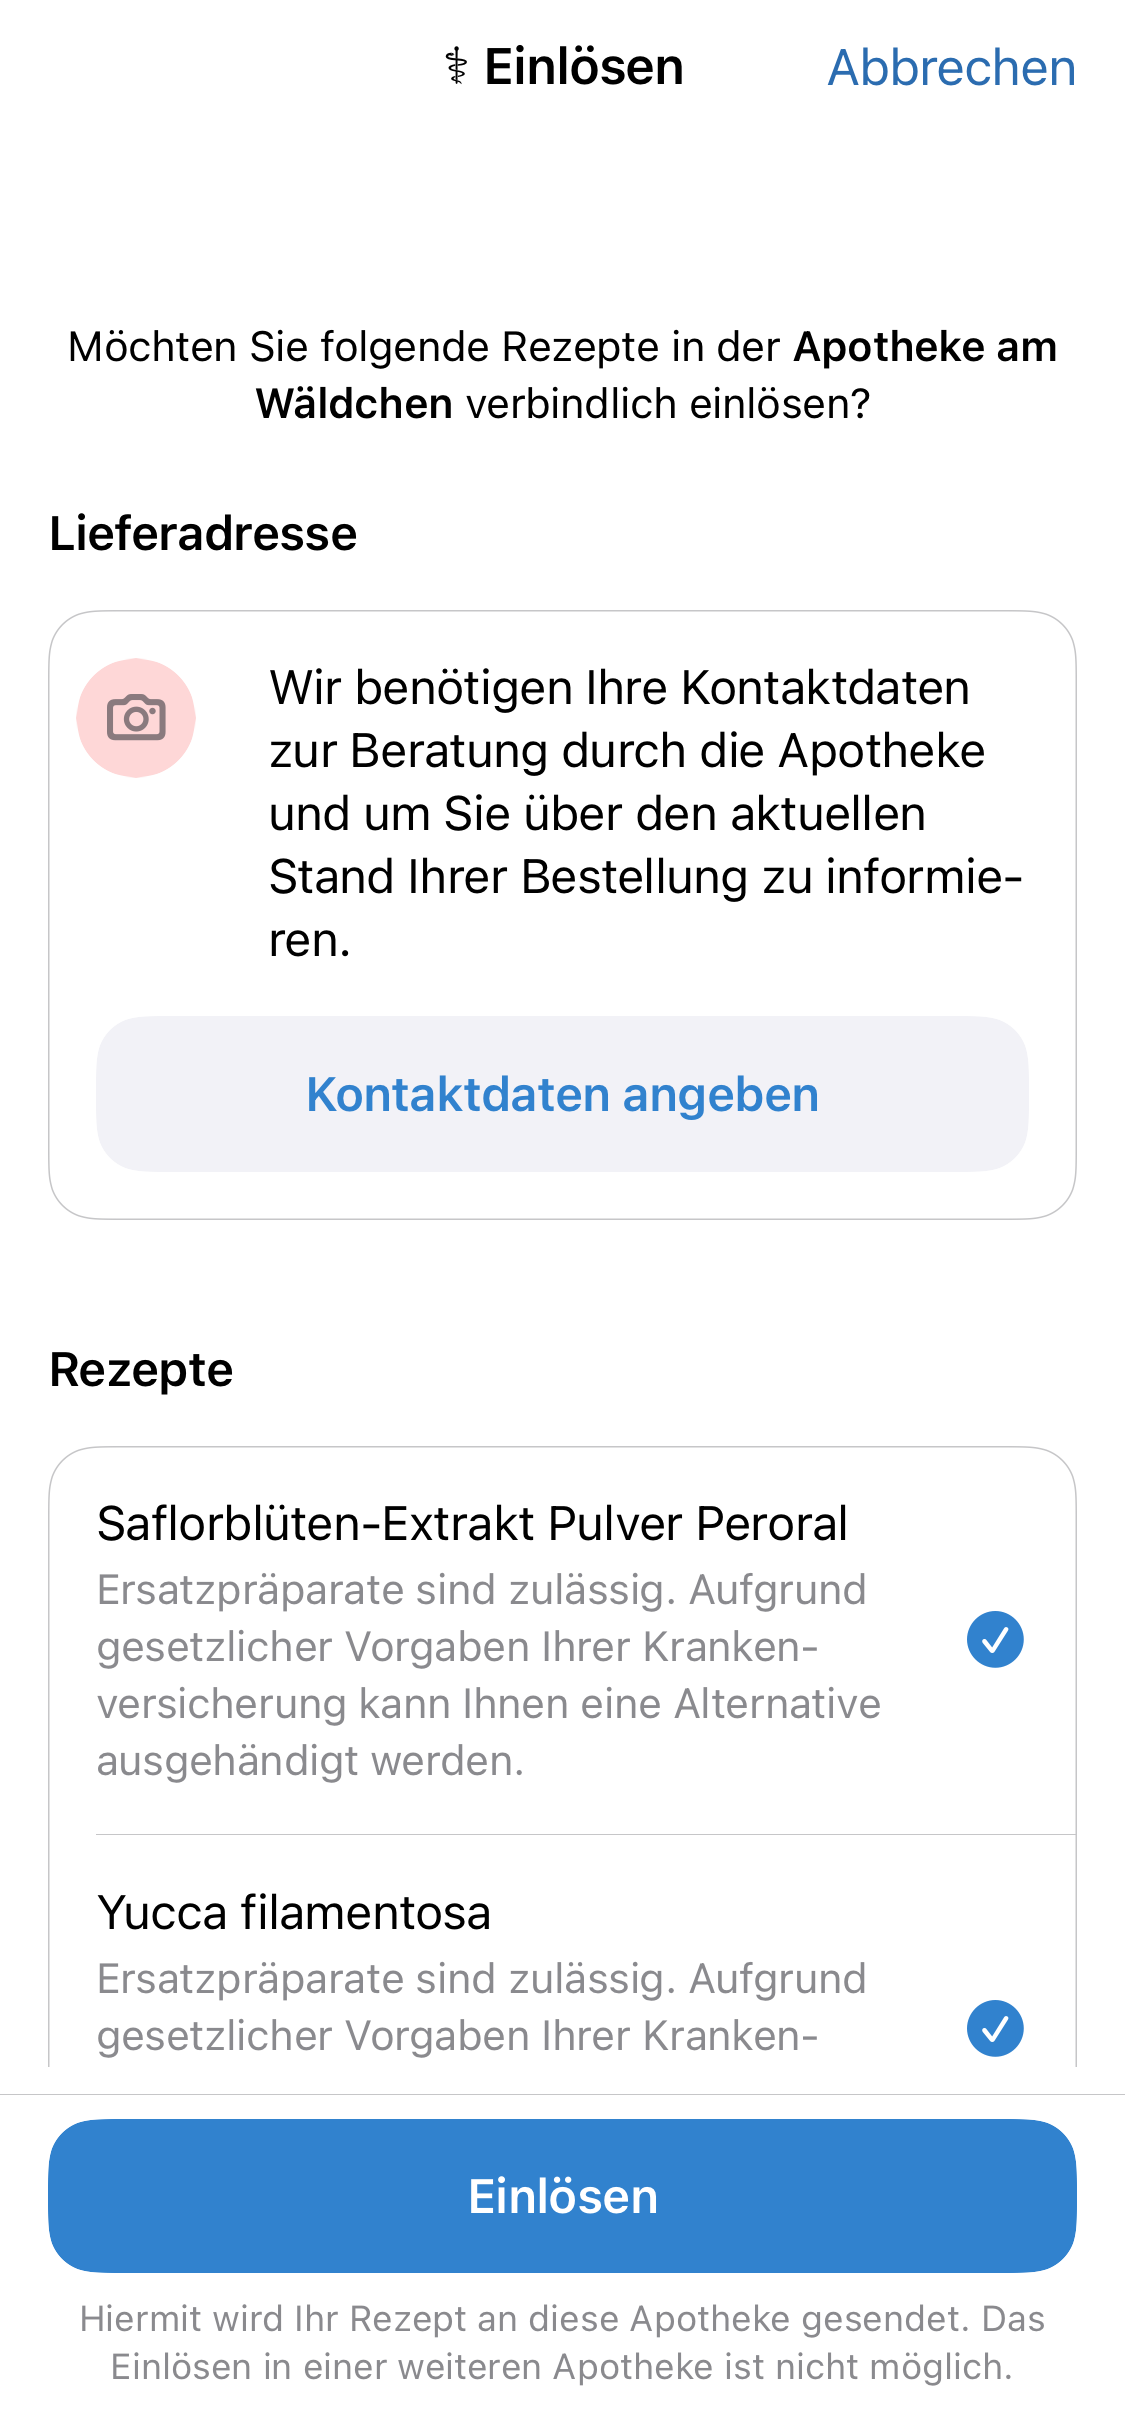 ⚕ Einlösen
Abbrechen
Möchten Sie folgende Rezepte in der Apotheke am
Wäldchen verbindlich einlösen?
Lieferadresse
Wir benötigen Ihre Kontaktdaten
zur Beratung durch die Apotheke
und um Sie über den aktuellen
Stand Ihrer Bestellung zu informie-
ren.
Kontaktdaten angeben
Rezepte
Saflorblüten-Extrakt Pulver Peroral
Ersatzpräparate sind zulässig. Aufgrund
gesetzlicher Vorgaben Ihrer Kranken-
versicherung kann Ihnen eine Alternative
ausgehändigt werden.
Yucca filamentosa
Ersatzpräparate sind zulässig. Aufgrund
gesetzlicher Vorgaben Ihrer Kranken-
Einlösen
Hiermit wird Ihr Rezept an diese Apotheke gesendet. Das
Einlösen in einer weiteren Apotheke ist nicht möglich.